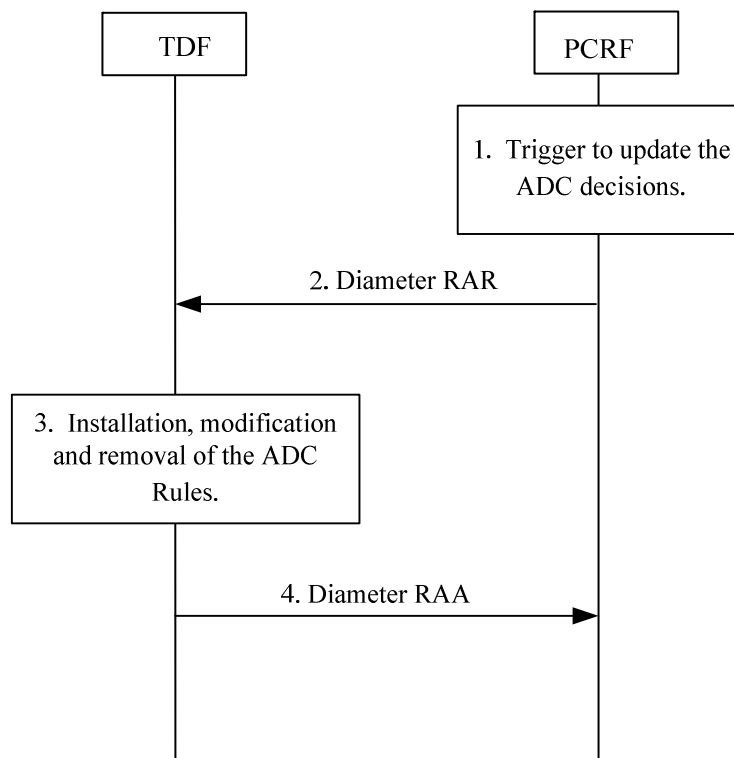 TDF
PCRF
1. Trigger to update the
ADC decisions.
2. Diameter RAR
3. Installation, modification
and removal of the ADC
Rules.
4. Diameter RAA